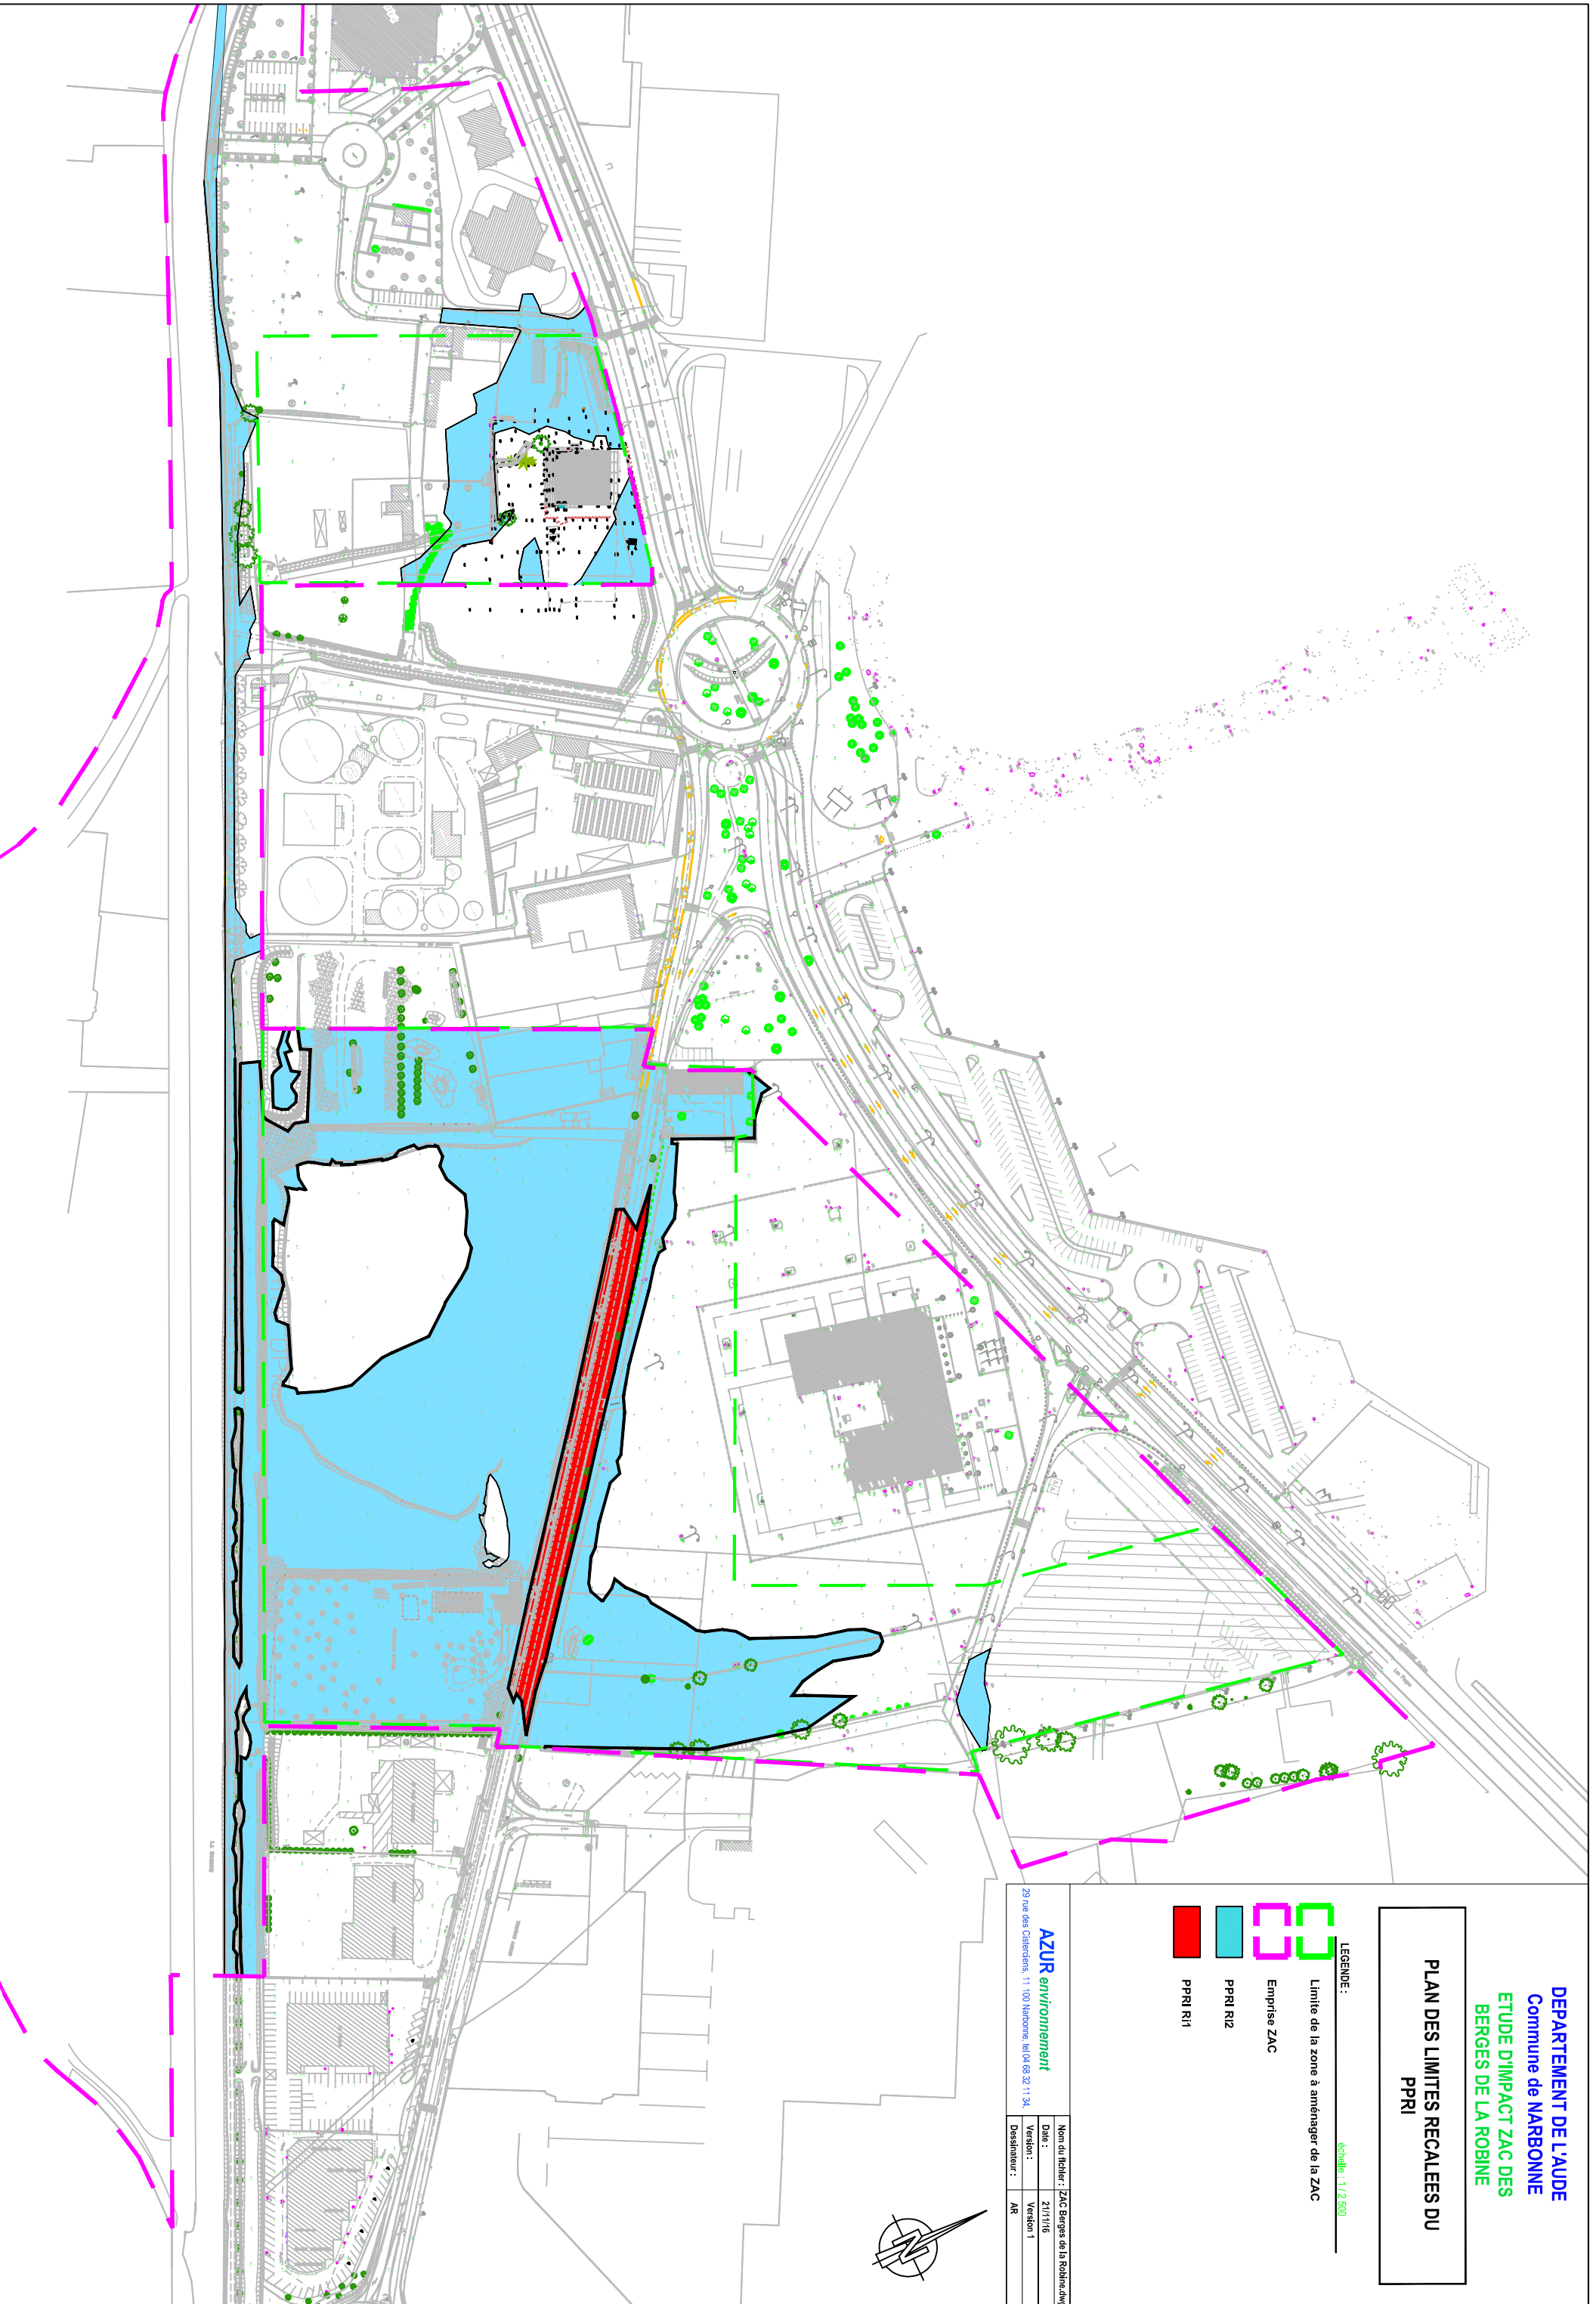 DEPARTEMENT DE L'AUDE
Commune de NARBONNE
ETUDE D'IMPACT ZAC DES
BERGES DE LA ROBINE
PLAN DES LIMITES RECALEES DU
PPRI
LEGENDE :
échelle : 1 / 2 500
Limite de la zone à aménager de la ZAC
Emprise ZAC
PPRI RI2
PPRI RI1
AZUR environnement
29 rue des Cisterciens, 11 100 Narbonne, tel 04 68 32 11 34,
Nom du fichier : ZAC Berges de la Robine.dwg
Date : 21/11/16
Version : Version 1
Dessinateur : AR
N